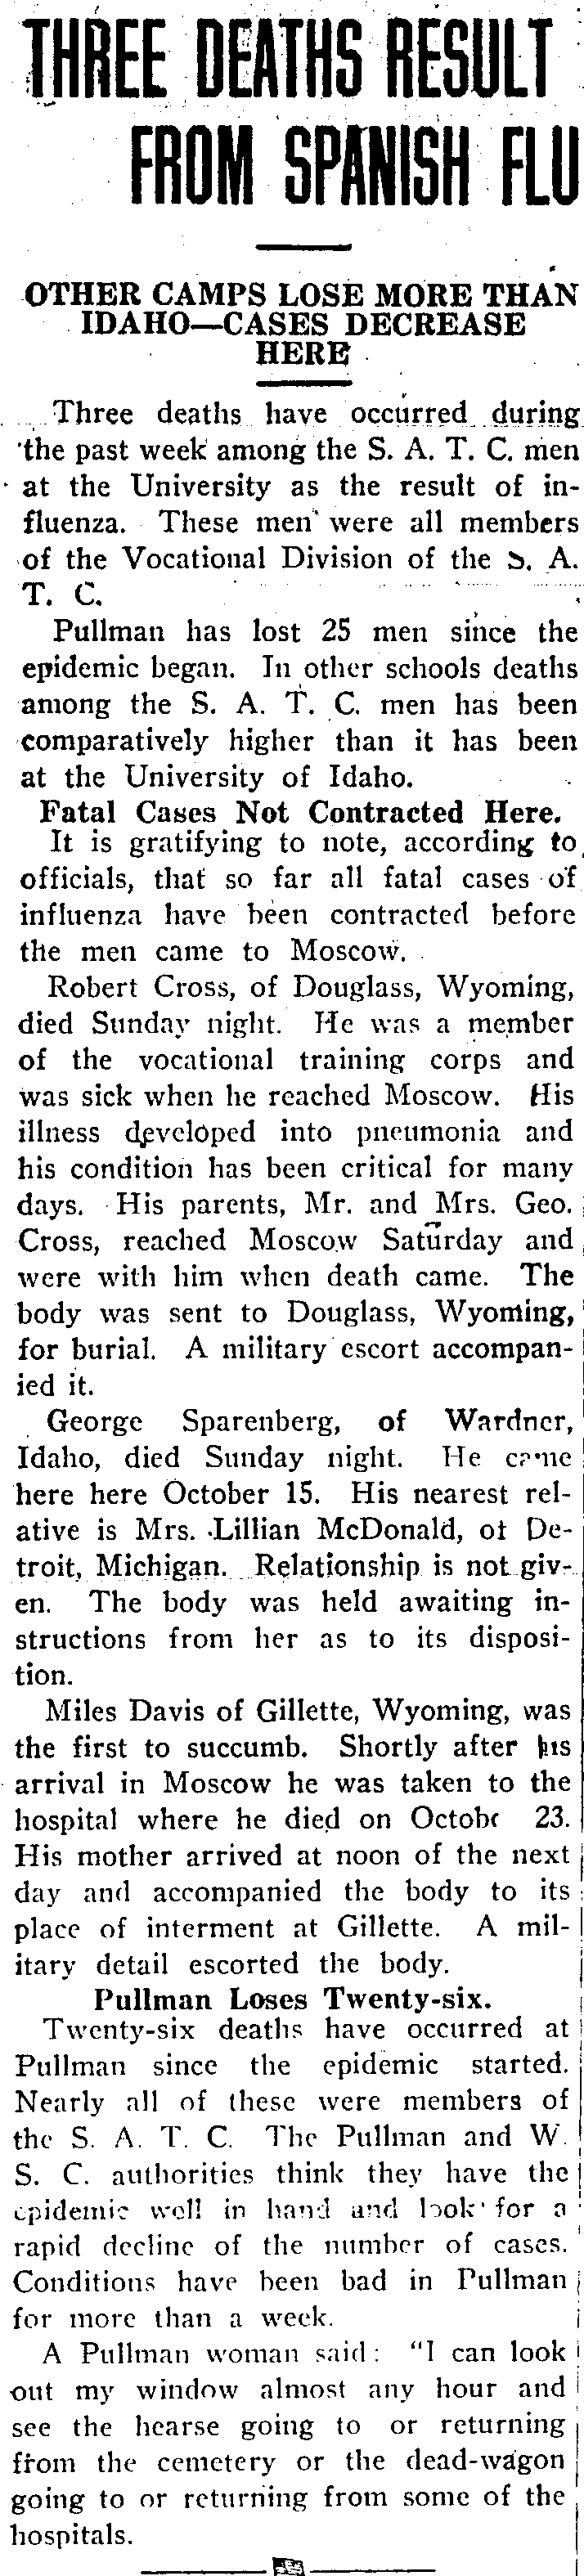 THREE DEATHS RESULT
FROM SPANISH FLU
OTHER CAMPS LOSE MORE THAN
IDAHO—CASES DECREASE
HERE
Three deaths have occurred during
the past week among the S. A. T. C. men
at the University as the result of in-
fluenza. These men were all members
of the Vocational Division of the S. A.
T. C.
Pullman has lost 25 men since the
epidemic began. In other schools deaths
among the S. A. T. C. men has been
comparatively higher than it has been
at the University of Idaho.
Fatal Cases Not Contracted Here.
It is gratifying to note, according to
officials, that so far all fatal cases of
influenza have been contracted before
the men came to Moscow.
Robert Cross, of Douglass, Wyoming,
died Sunday night. He was a member
of the vocational training corps and
was sick when he reached Moscow. His
illness developed into pneumonia and
his condition has been critical for many
days. His parents, Mr. and Mrs. Geo.
Cross, reached Moscow Saturday and
were with him when death came. The
body was sent to Douglass, Wyoming,
for burial. A military escort accompan-
ied it.
George Sparenberg, of Wardner,
Idaho, died Sunday night. He came
here here October 15. His nearest rel-
ative is Mrs. Lillian McDonald, of De-
troit, Michigan. Relationship is not giv-
en. The body was held awaiting in-
structions from her as to its disposi-
tion.
Miles Davis of Gillette, Wyoming, was
the first to succumb. Shortly after his
arrival in Moscow he was taken to the
hospital where he died on October 23.
His mother arrived at noon of the next
day and accompanied the body to its
place of interment at Gillette. A mil-
itary detail escorted the body.
Pullman Loses Twenty-six.
Twenty-six deaths have occurred at
Pullman since the epidemic started.
Nearly all of these were members of
the S. A. T. C. The Pullman and W.
S. C. authorities think they have the
epidemic well in hand and look for a
rapid decline of the number of cases.
Conditions have been bad in Pullman
for more than a week.
A Pullman woman said: "I can look
out my window almost any hour and
see the hearse going to or returning
from the cemetery or the dead-wagon
going to or returning from some of the
hospitals.